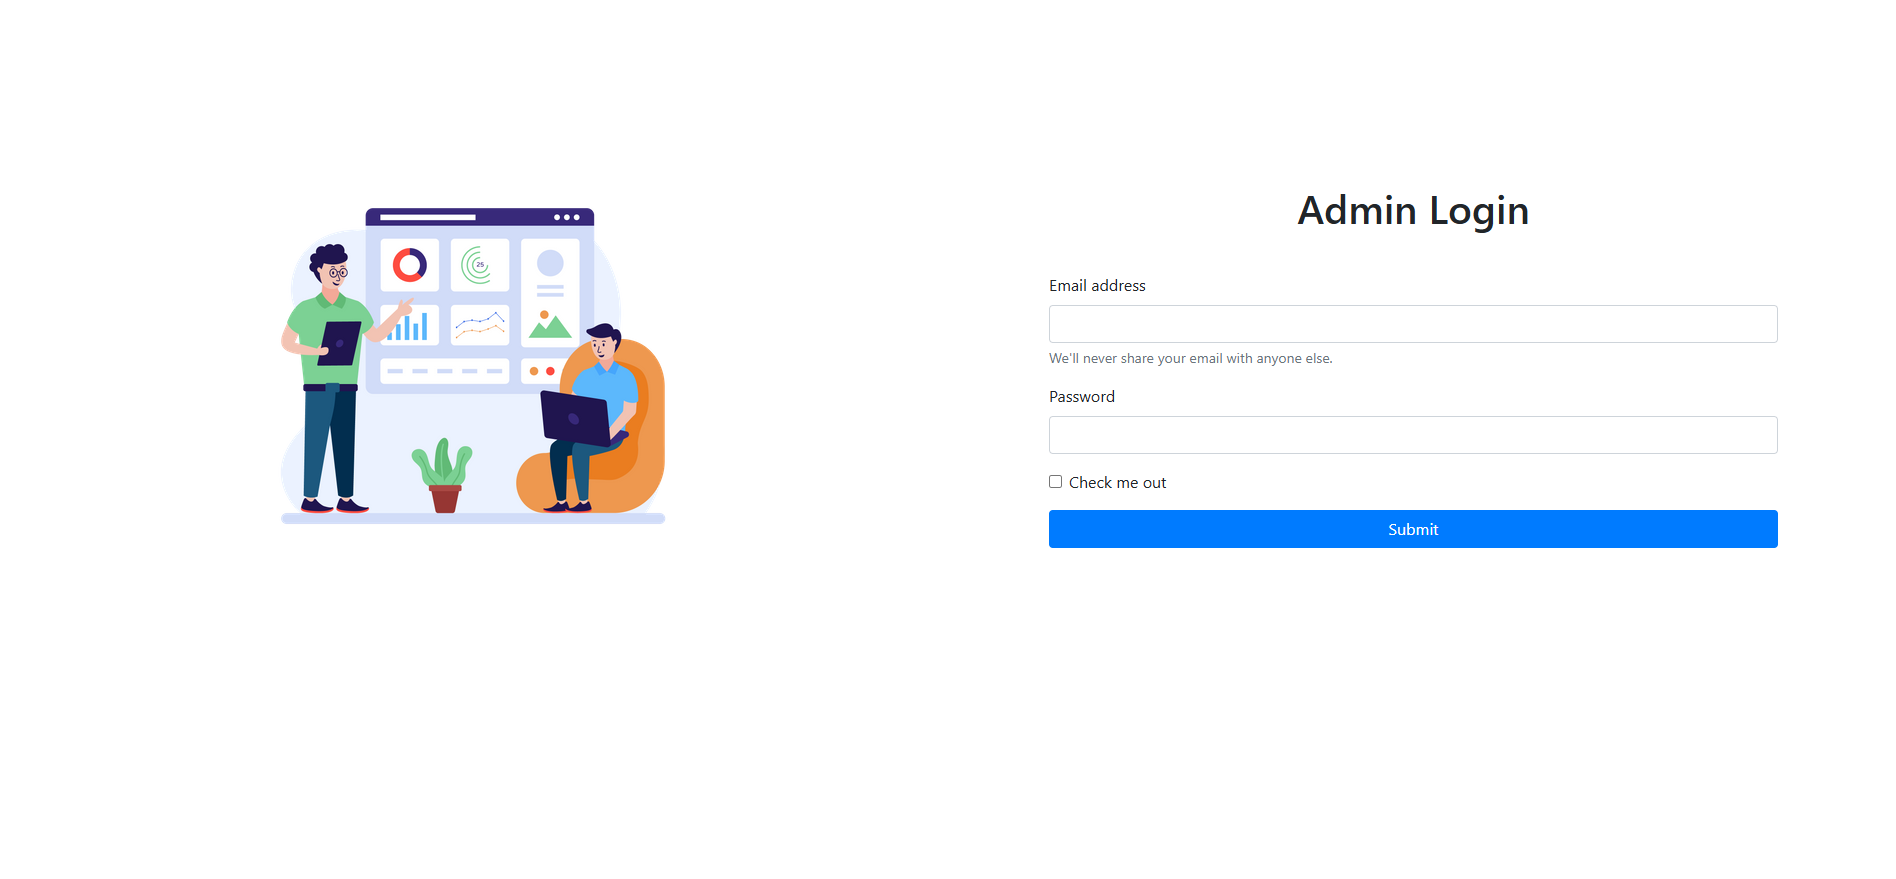 25
Admin Login
Email address
We'll never share your email with anyone else.
Password
Check me out
Submit